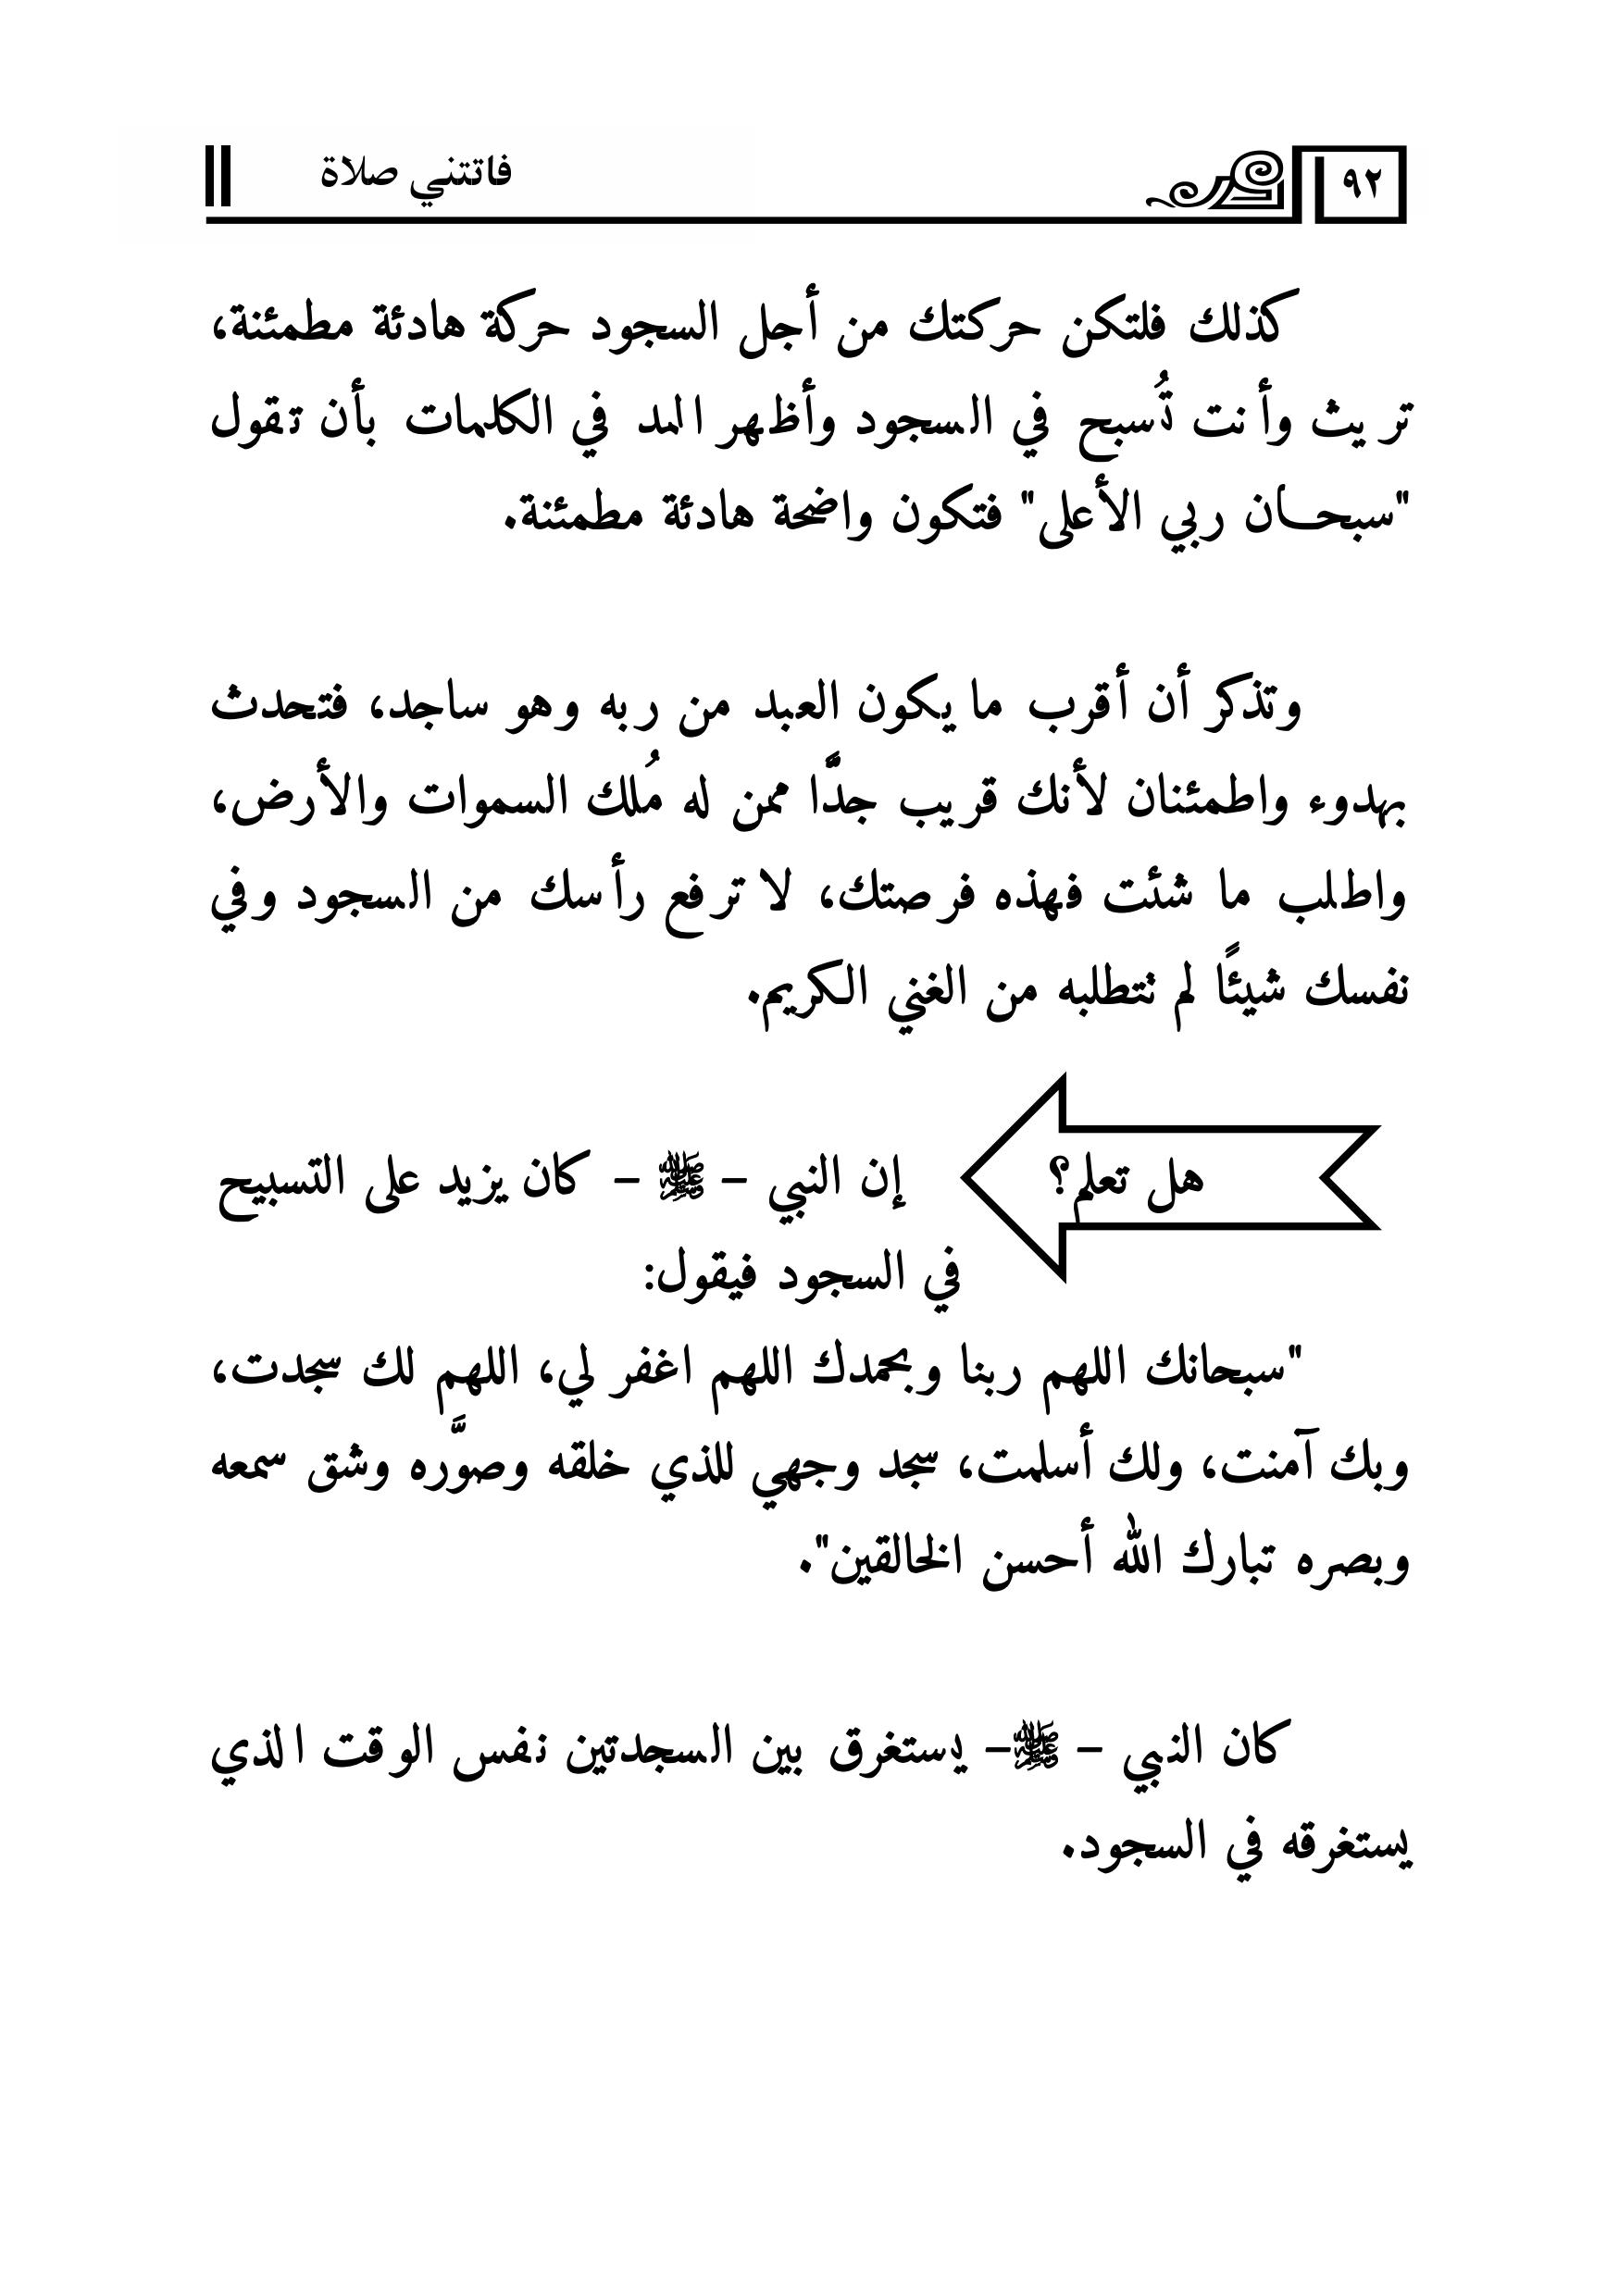 ٩٢
فاتتني صلاة
كذلك فلتكن حركتك من أجل السجود حركة هادئة مطمئنة،
تريث وأنت تُسبح في السجود وأظهر المد في الكلمات بأن تقول
"سبحـــان ربي الأعلى" فتكون واضحة هادئة مطمئنة.
وتذكر أن أقرب ما يكون العبد من ربه وهو ساجد، فتحدث
بهدوء واطمئنان لأنك قريب جدًّا ممن له مُلك السموات والأرض،
واطلب ما شئت فهذه فرصتك، لا ترفع رأسك من السجود وفي
نفسك شيئًا لم تتطلبه من الغني الكريم.
هل تعلم؟
إن النبي – ﷺ – كان يزيد على التسبيح
في السجود فيقول:
"سبحانك اللهم ربنا وبحمدك اللهم اغفر لي، اللهم لك سجدت،
وبك آمنت، ولك أسلمت، سجد وجهي للذي خلقه وصوَّره وشق سمعه
وبصره تبارك الله أحسن الخالقين".
كان النبي – ﷺ– يستغرق بين السجدتين نفس الوقت الذي
يستغرقه في السجود.